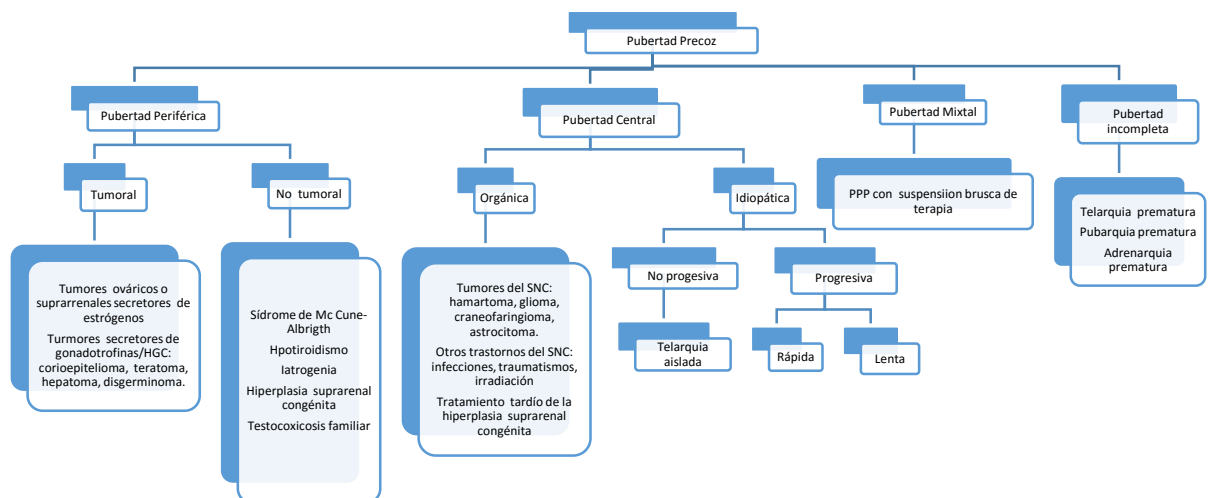 Pubertad Precoz
Pubertad Periférica
Pubertad Central
Pubertad Mixtal
Pubertad
incompleta
Tumoral
No tumoral
Orgánica
Idiopática
PPP con suspensiion brusca de
terapia
Telarquia prematura
Pubarquia prematura
Adrenarquia
prematura
Tumores ováricos o
suprarrenales secretores de
estrógenos
Turmores secretores de
gonadotrofinas/HGC:
corioepitelioma, teratoma,
hepatoma, disgerminoma.
Sídrome de Mc Cune-
Albrigth
Hpotiroidismo
Iatrogenia
Hiperplasia suprarrenal
congénita
Testocoxicosis familiar
Tumores del SNC:
hamartoma, glioma,
craneofaringioma,
astrocitoma.
Otros trastornos del SNC:
infecciones, traumatismos,
irradiación
Tratamiento tardío de la
hiperplasia suprarrenal
congénita
No progesiva
Progresiva
Telarquia
aislada
Rápida
Lenta